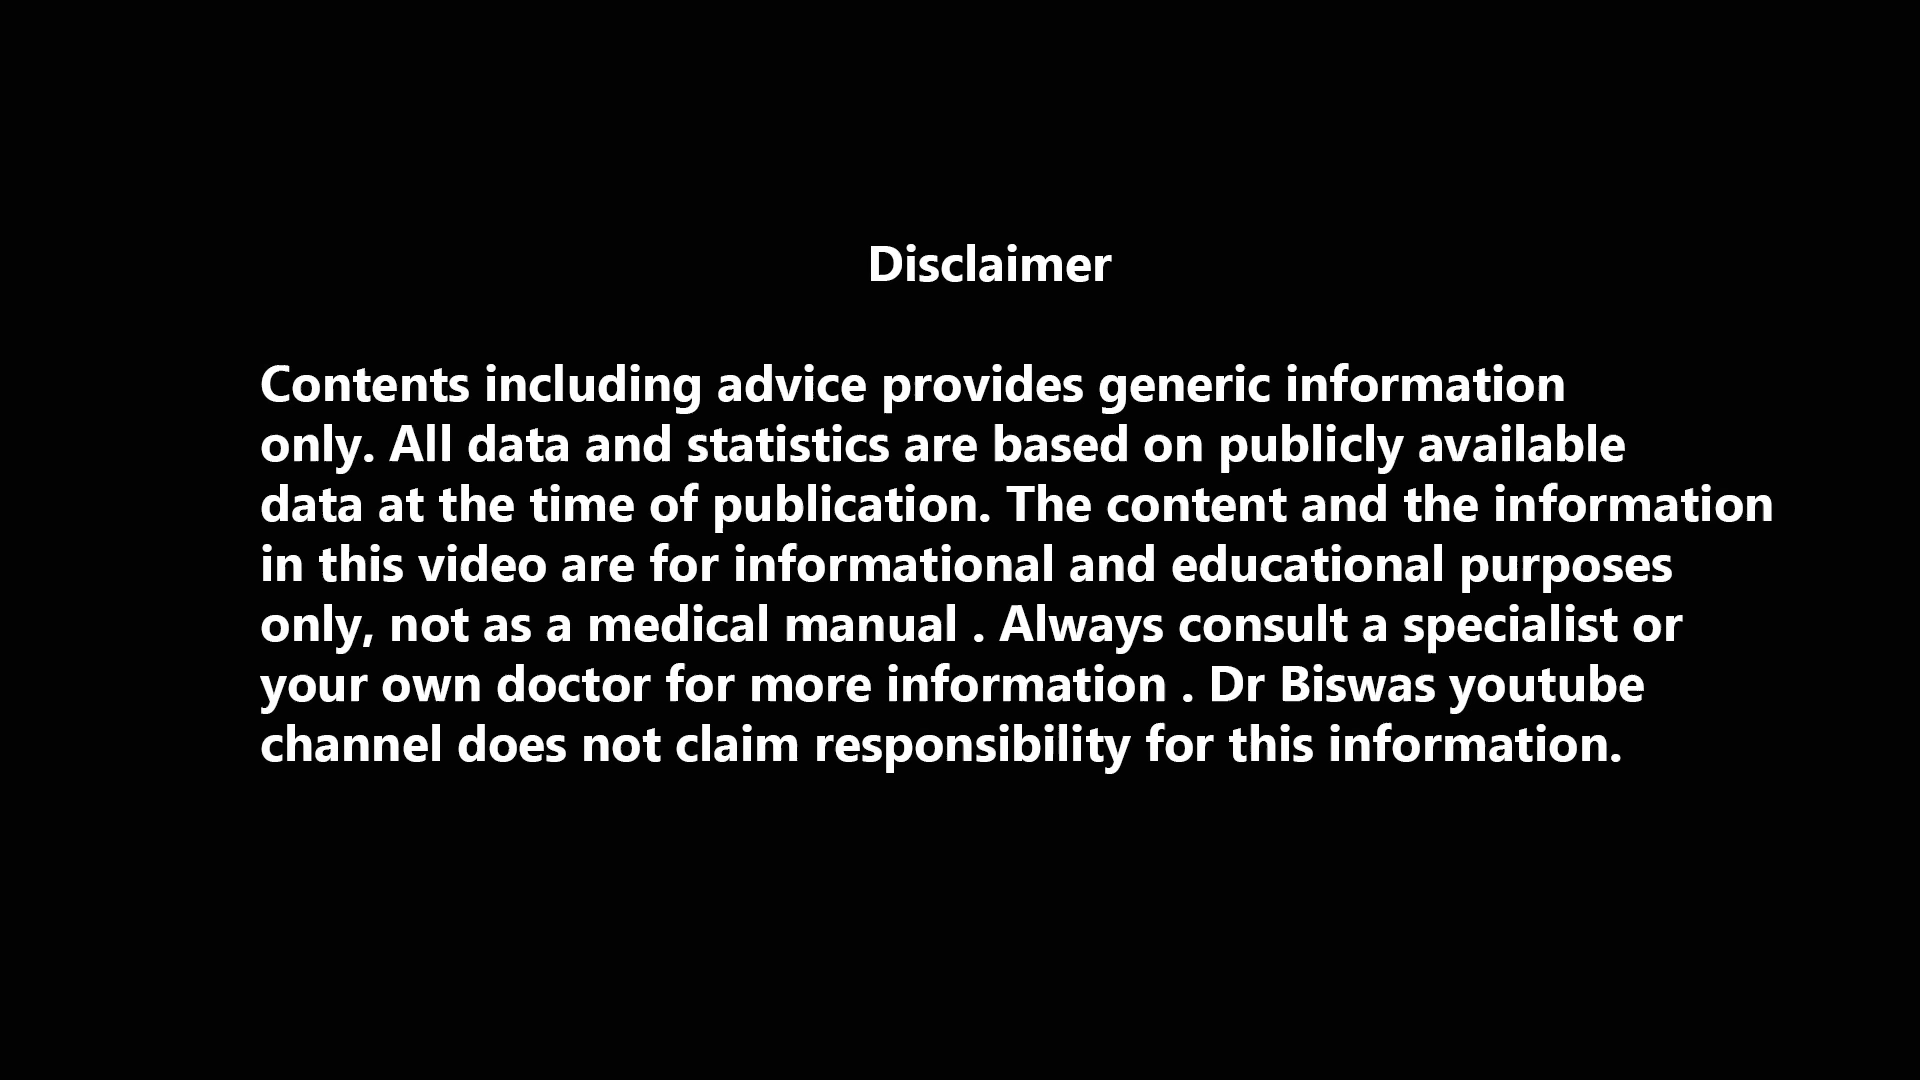 Disclaimer
Contents including advice provides generic information
only. All data and statistics are based on publicly available
data at the time of publication. The content and the information
in this video are for informational and educational purposes
only, not as a medical manual . Always consult a specialist or
your own doctor for more information . Dr Biswas youtube
channel does not claim responsibility for this information.